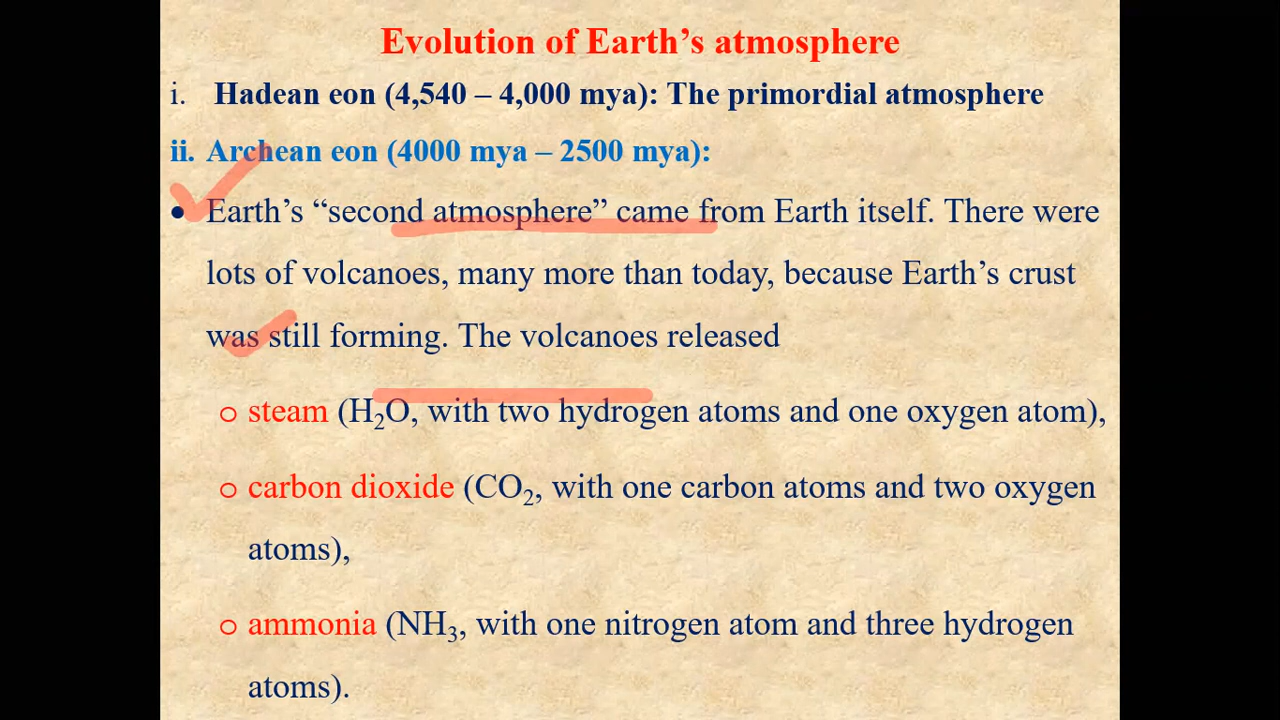 Evolution of Earth’s atmosphere
i. Hadean eon (4,540 – 4,000 mya): The primordial atmosphere
ii. Archean eon (4000 mya – 2500 mya):
• Earth’s “second atmosphere” came from Earth itself. There were
lots of volcanoes, many more than today, because Earth’s crust
was still forming. The volcanoes released
o steam (H₂O, with two hydrogen atoms and one oxygen atom),
o carbon dioxide (CO₂, with one carbon atoms and two oxygen
atoms),
o ammonia (NH₃, with one nitrogen atom and three hydrogen
atoms).